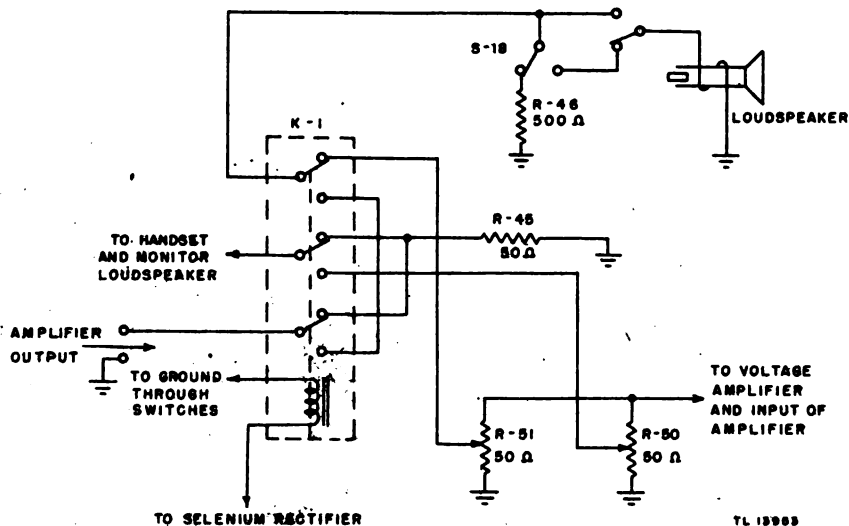 S-19
R-46
500 Ω
LOUDSPEAKER
K-1
TO HANDSET
AND MONITOR
LOUDSPEAKER
R-45
50 Ω
AMPLIFIER
OUTPUT
TO GROUND
THROUGH
SWITCHES
R-51
50 Ω
R-50
50 Ω
TO VOLTAGE
AMPLIFIER
AND INPUT OF
AMPLIFIER
TO SELENIUM RECTIFIER
TL 13983